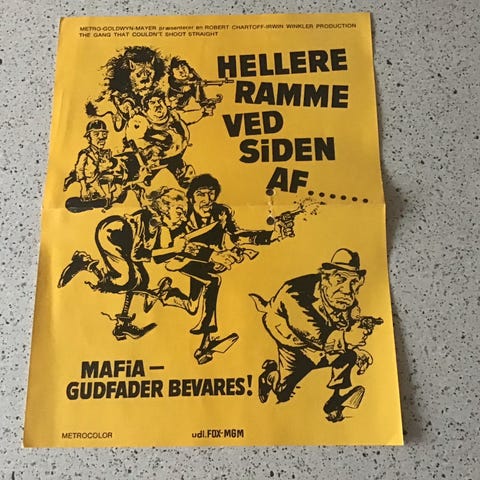 METRO-GOLDWYN-MAYER præsenterer en ROBERT CHARTOFF-IRWIN WINKLER PRODUCTION
THE GANG THAT COULDN'T SHOOT STRAIGHT
HELLERE
RAMME
VED
SiDEN
AF......
MAFiA —
GUDFADER BEVARES!
METROCOLOR
udl. FOX-MGM